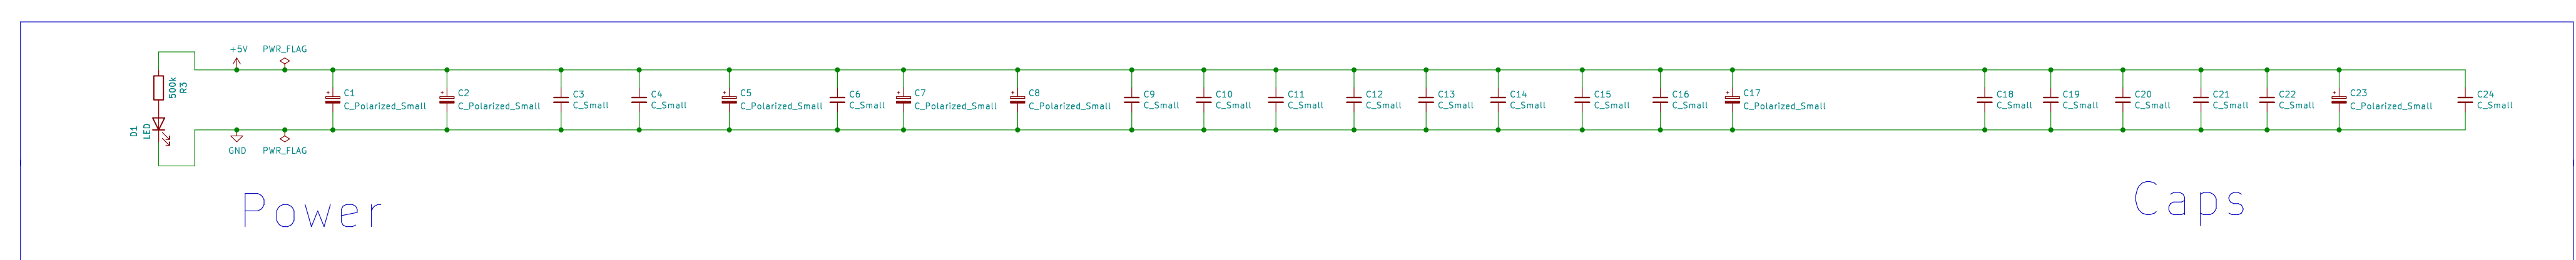 +5V
PWR_FLAG
500k
R3
D1
LED
GND
PWR_FLAG
C1
C_Polarized_Small
C2
C_Polarized_Small
C3
C_Small
C4
C_Small
C5
C_Polarized_Small
C6
C_Small
C7
C_Polarized_Small
C8
C_Polarized_Small
C9
C_Small
C10
C_Small
C11
C_Small
C12
C_Small
C13
C_Small
C14
C_Small
C15
C_Small
C16
C_Small
C17
C_Polarized_Small
C18
C_Small
C19
C_Small
C20
C_Small
C21
C_Small
C22
C_Small
C23
C_Polarized_Small
C24
C_Small
Power
Caps